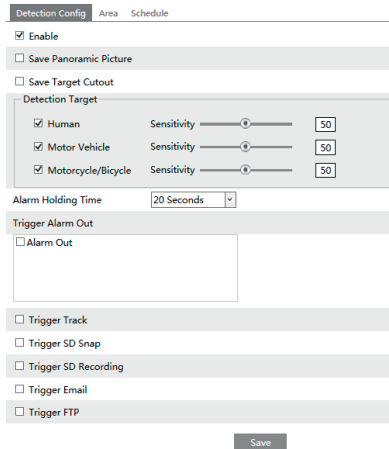 Detection Config Area Schedule
Enable
Save Panoramic Picture
Save Target Cutout
Detection Target
Human Sensitivity 50
Motor Vehicle Sensitivity 50
Motorcycle/Bicycle Sensitivity 50
Alarm Holding Time 20 Seconds
Trigger Alarm Out
Alarm Out
Trigger Track
Trigger SD Snap
Trigger SD Recording
Trigger Email
Trigger FTP
Save